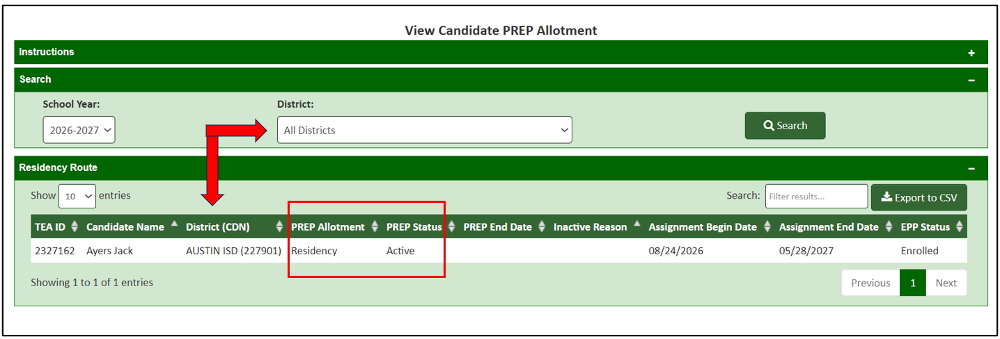 View Candidate PREP Allotment
Instructions +
Search –
School Year: District:
2026-2027 All Districts Search
Residency Route –
Show 10 entries Search: Filter results... Export to CSV
TEA ID Candidate Name District (CDN) PREP Allotment PREP Status PREP End Date Inactive Reason Assignment Begin Date Assignment End Date EPP Status
2327162 Ayers Jack AUSTIN ISD (227901) Residency Active 08/24/2026 05/28/2027 Enrolled
Showing 1 to 1 of 1 entries Previous 1 Next